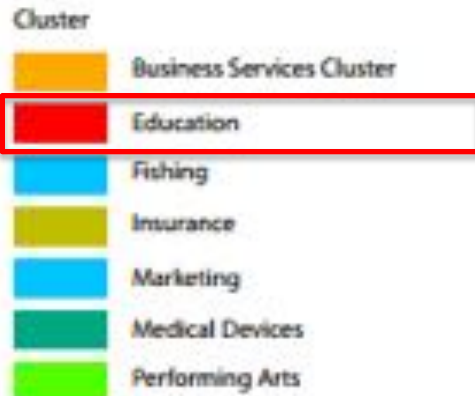 Cluster
Business Services Cluster
Education
Fishing
Insurance
Marketing
Medical Devices
Performing Arts